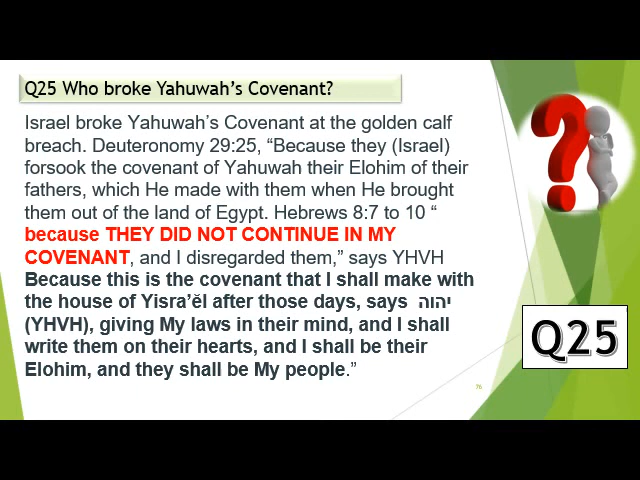 Q25 Who broke Yahuwah’s Covenant?
Israel broke Yahuwah’s Covenant at the golden calf
breach. Deuteronomy 29:25, “Because they (Israel)
forsook the covenant of Yahuwah their Elohim of their
fathers, which He made with them when He brought
them out of the land of Egypt. Hebrews 8:7 to 10 “
because THEY DID NOT CONTINUE IN MY
COVENANT, and I disregarded them,” says YHVH
Because this is the covenant that I shall make with
the house of Yisra’ĕl after those days, says יהוה
(YHVH), giving My laws in their mind, and I shall
write them on their hearts, and I shall be their
Elohim, and they shall be My people.”
Q25
76